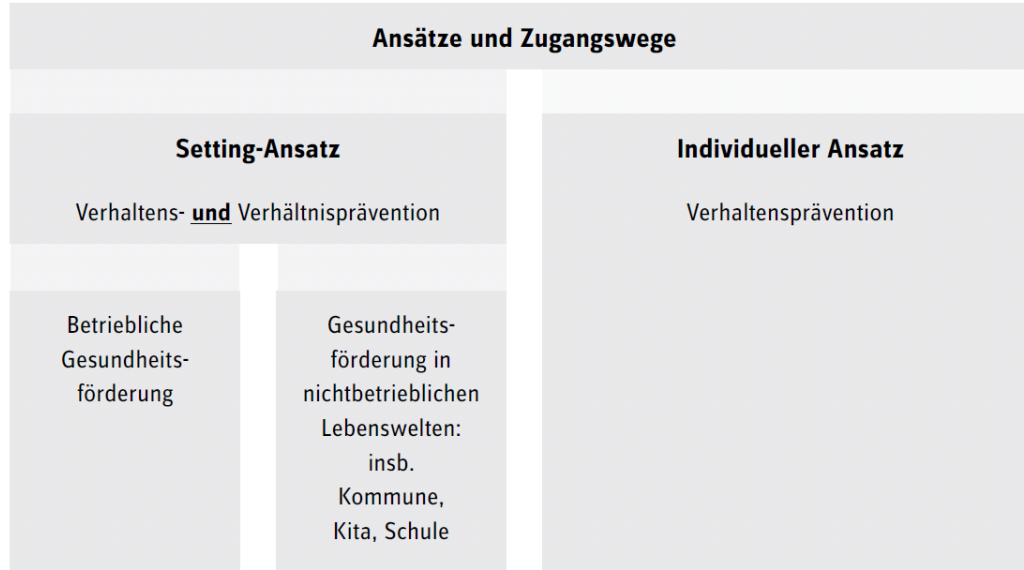 Ansätze und Zugangswege
Setting-Ansatz
Verhaltens- und Verhältnisprävention
Betriebliche
Gesundheits-
förderung
Gesundheits-
förderung in
nichtbetrieblichen
Lebenswelten:
insb.
Kommune,
Kita, Schule
Individueller Ansatz
Verhaltensprävention